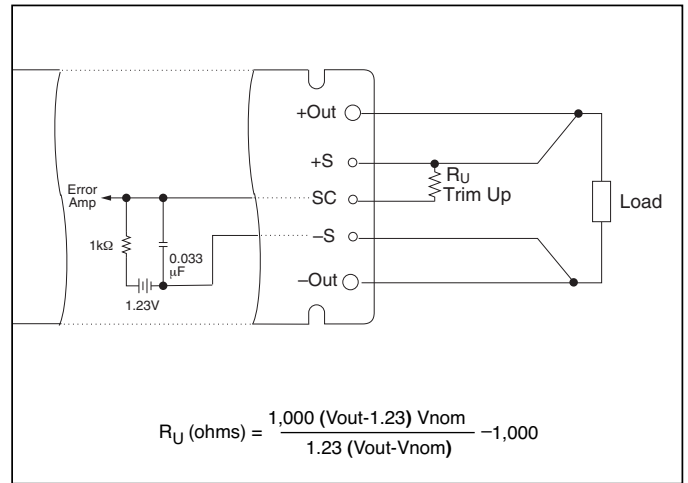 +Out
+S
R_U
Trim Up
Error
Amp
SC
Load
1kΩ
–S
0.033
µF
–Out
1.23V
R_U (ohms) = 1,000 (Vout-1.23) Vnom / 1.23 (Vout-Vnom) –1,000